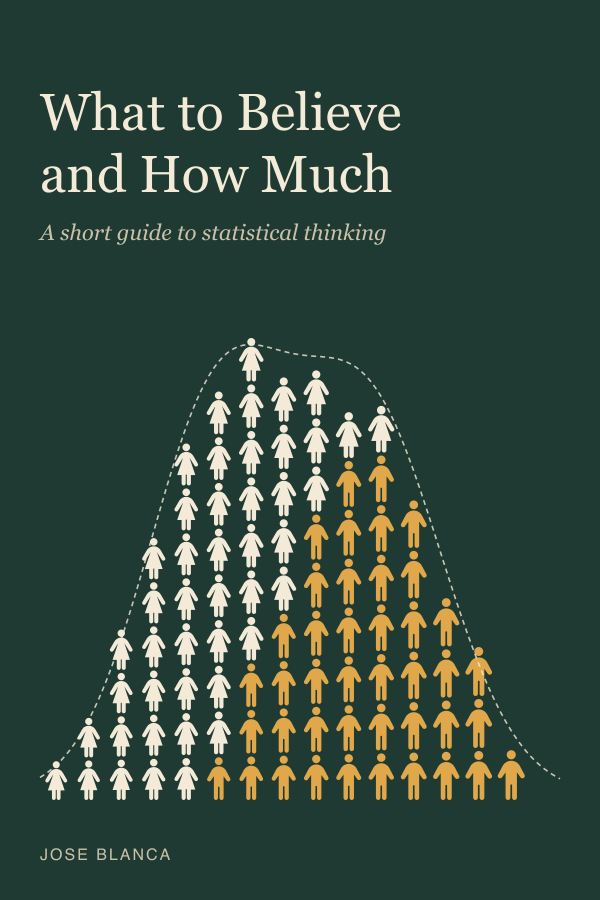 What to Believe
and How Much
A short guide to statistical thinking
JOSE BLANCA